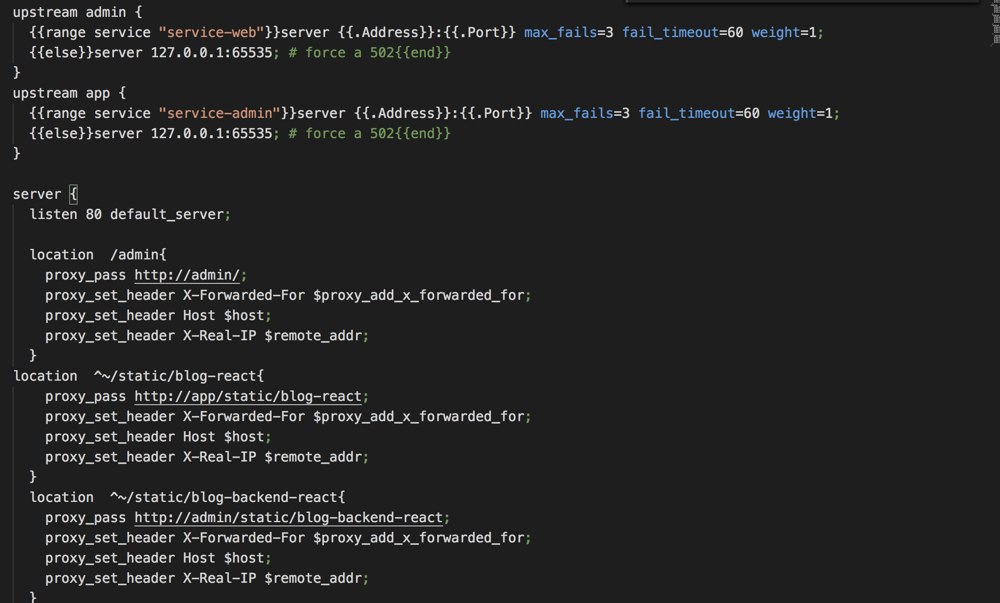 upstream admin {
  {{range service "service-web"}}server {{.Address}}:{{.Port}} max_fails=3 fail_timeout=60 weight=1;
  {{else}}server 127.0.0.1:65535; # force a 502{{end}}
}
upstream app {
  {{range service "service-admin"}}server {{.Address}}:{{.Port}} max_fails=3 fail_timeout=60 weight=1;
  {{else}}server 127.0.0.1:65535; # force a 502{{end}}
}

server {
  listen 80 default_server;

  location  /admin{
    proxy_pass http://admin/;
    proxy_set_header X-Forwarded-For $proxy_add_x_forwarded_for;
    proxy_set_header Host $host;
    proxy_set_header X-Real-IP $remote_addr;
  }
location  ^~/static/blog-react{
    proxy_pass http://app/static/blog-react;
    proxy_set_header X-Forwarded-For $proxy_add_x_forwarded_for;
    proxy_set_header Host $host;
    proxy_set_header X-Real-IP $remote_addr;
  }
  location  ^~/static/blog-backend-react{
    proxy_pass http://admin/static/blog-backend-react;
    proxy_set_header X-Forwarded-For $proxy_add_x_forwarded_for;
    proxy_set_header Host $host;
    proxy_set_header X-Real-IP $remote_addr;
  }